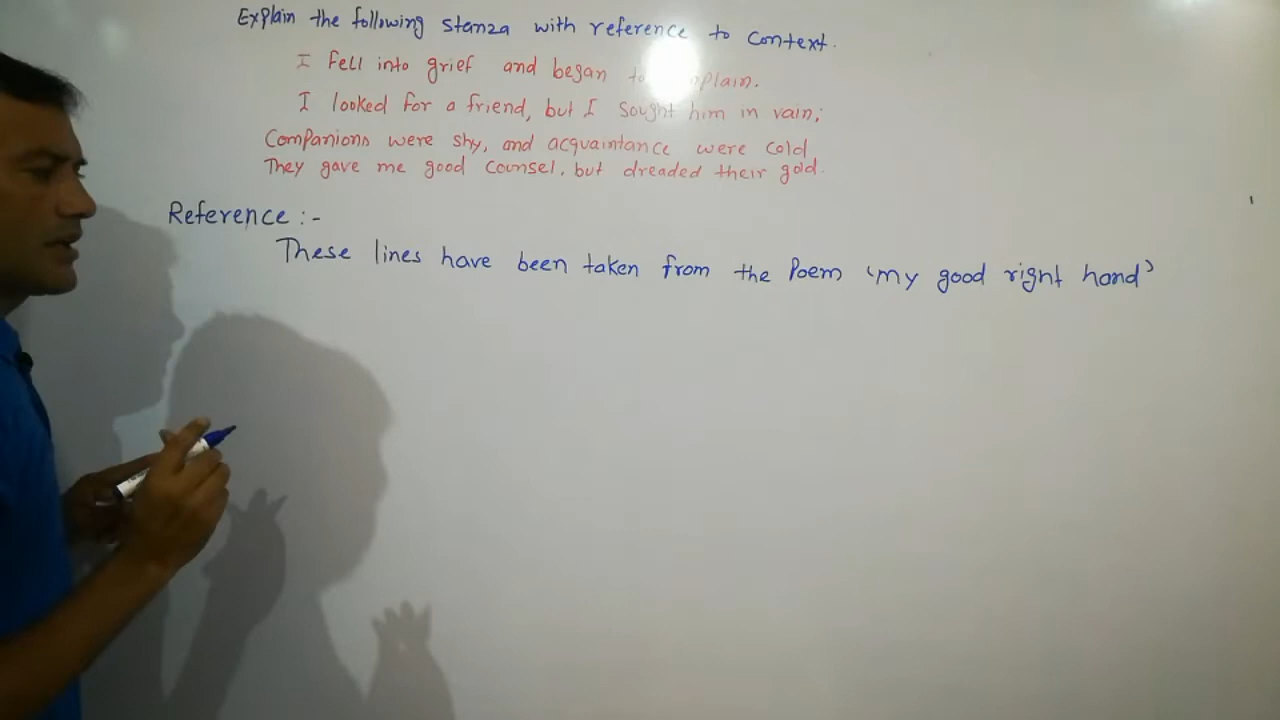 Explain the following stanza with reference to context.
I fell into grief and began to plain.
I looked for a friend, but I sought him in vain;
Companions were shy, and acquaintance were cold
They gave me good counsel, but dreaded their gold.
Reference :-
These lines have been taken from the Poem 'my good right hand'